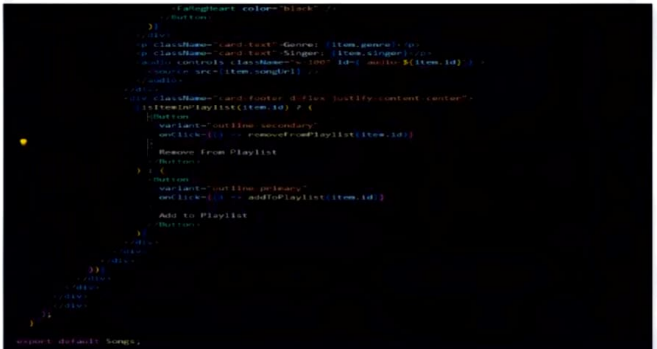 <FaRegHeart color="black" />
</Button>
)}
</div>
<p className="card-text">Genre: {item.genre}</p>
<p className="card-text">Singer: {item.singer}</p>
<audio controls className="w-100" id={`audio-${item.id}`} >
<source src={item.songUrl} />
</audio>
</div>
<div className="card-footer d-flex justify-content-center">
{isItemInPlaylist(item.id) ? (
<Button
variant="outline-secondary"
onClick={() => removeFromPlaylist(item.id)}
>
Remove from Playlist
</Button>
) : (
<Button
variant="outline-primary"
onClick={() => addToPlaylist(item.id)}
>
Add to Playlist
</Button>
)}
</div>
</div>
</div>
))}
</div>
</div>
</div>
</div>
);
}
export default Songs;